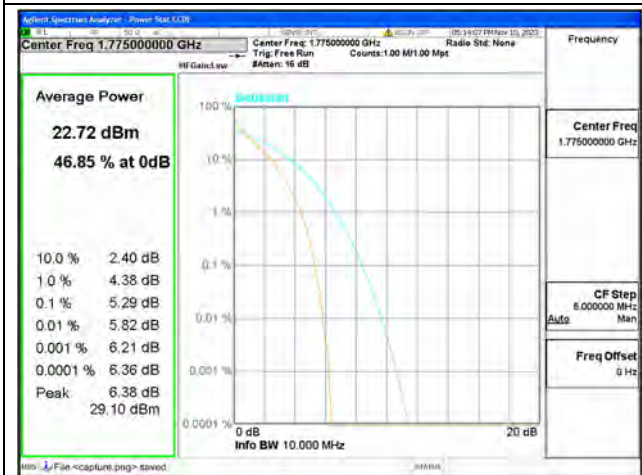 Agilent Spectrum Analyzer - Power Stat CCDF
Center Freq 1.775000000 GHz
#IFGain:Low
Center Freq: 1.775000000 GHz
Trig: Free Run
Counts:1.00 M/1.00 Mpt
#Atten: 16 dB
05:14:07 PM Nov 10, 2023
Radio Std: None
Frequency
Average Power
22.72 dBm
46.85 % at 0dB
10.0 % 2.40 dB
1.0 % 4.38 dB
0.1 % 5.29 dB
0.01 % 5.82 dB
0.001 % 6.21 dB
0.0001 % 6.36 dB
Peak 6.38 dB
29.10 dBm
Gaussian
100 %
10 %
1 %
0.1 %
0.01 %
0.001 %
0.0001 %
0 dB
20 dB
Info BW 10.000 MHz
Center Freq
1.775000000 GHz
CF Step
6.000000 MHz
Auto Man
Freq Offset
0 Hz
MSG File <capture.png> saved
STATUS